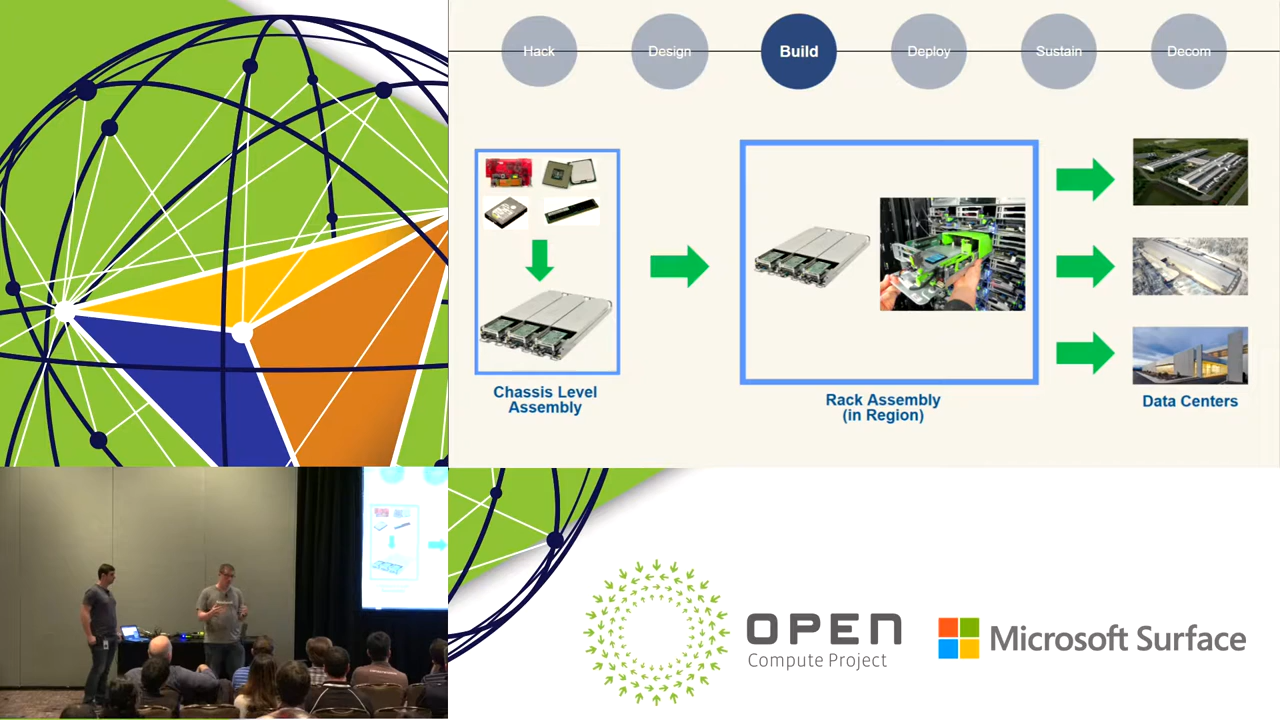 Hack
Design
Build
Deploy
Sustain
Decom
Chassis Level
Assembly
Rack Assembly
(in Region)
Data Centers
OPEN
Compute Project
Microsoft Surface